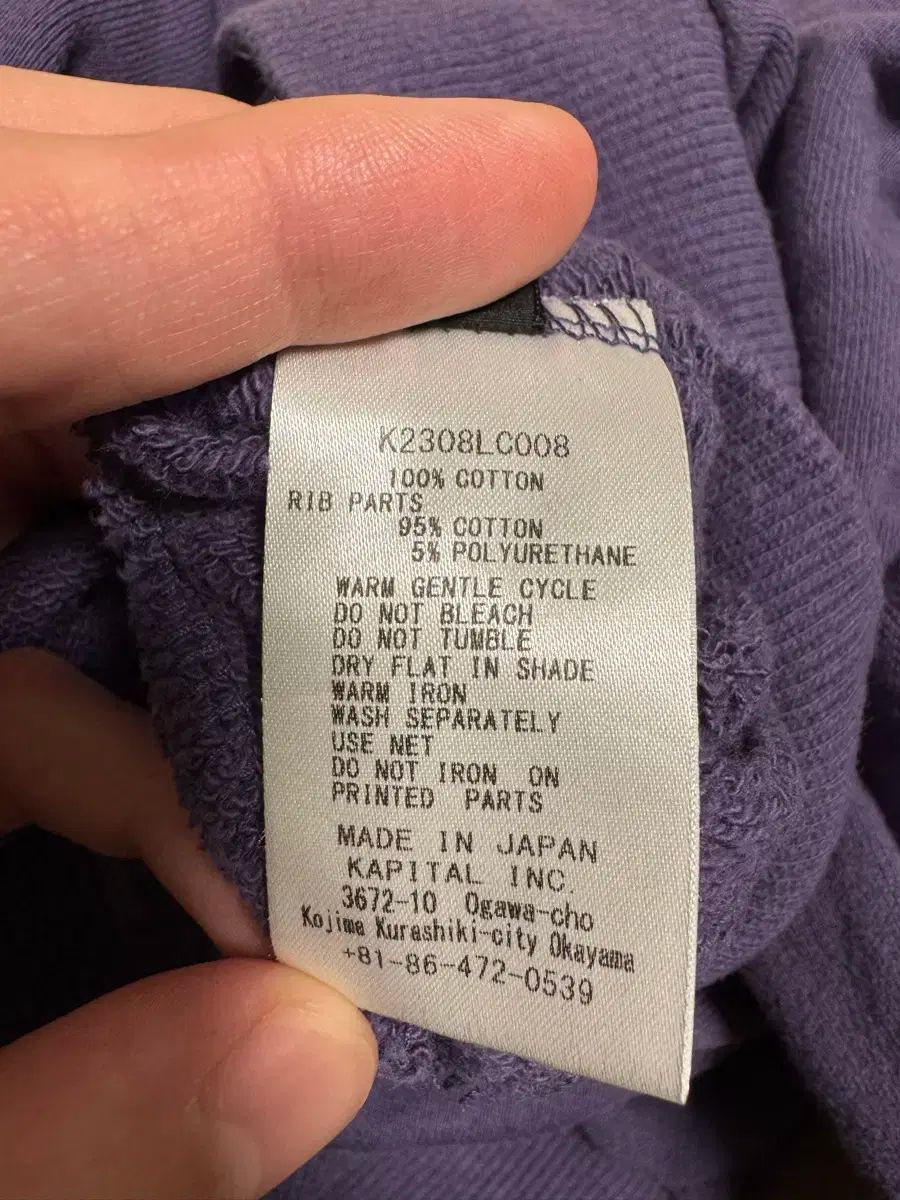 K2308LC008
100% COTTON
RIB PARTS
95% COTTON
5% POLYURETHANE
WARM GENTLE CYCLE
DO NOT BLEACH
DO NOT TUMBLE
DRY FLAT IN SHADE
WARM IRON
WASH SEPARATELY
USE NET
DO NOT IRON ON
PRINTED PARTS
MADE IN JAPAN
KAPITAL INC.
3672-10 Ogawa-cho
Kojima Kurashiki-city Okayama
+81-86-472-0539